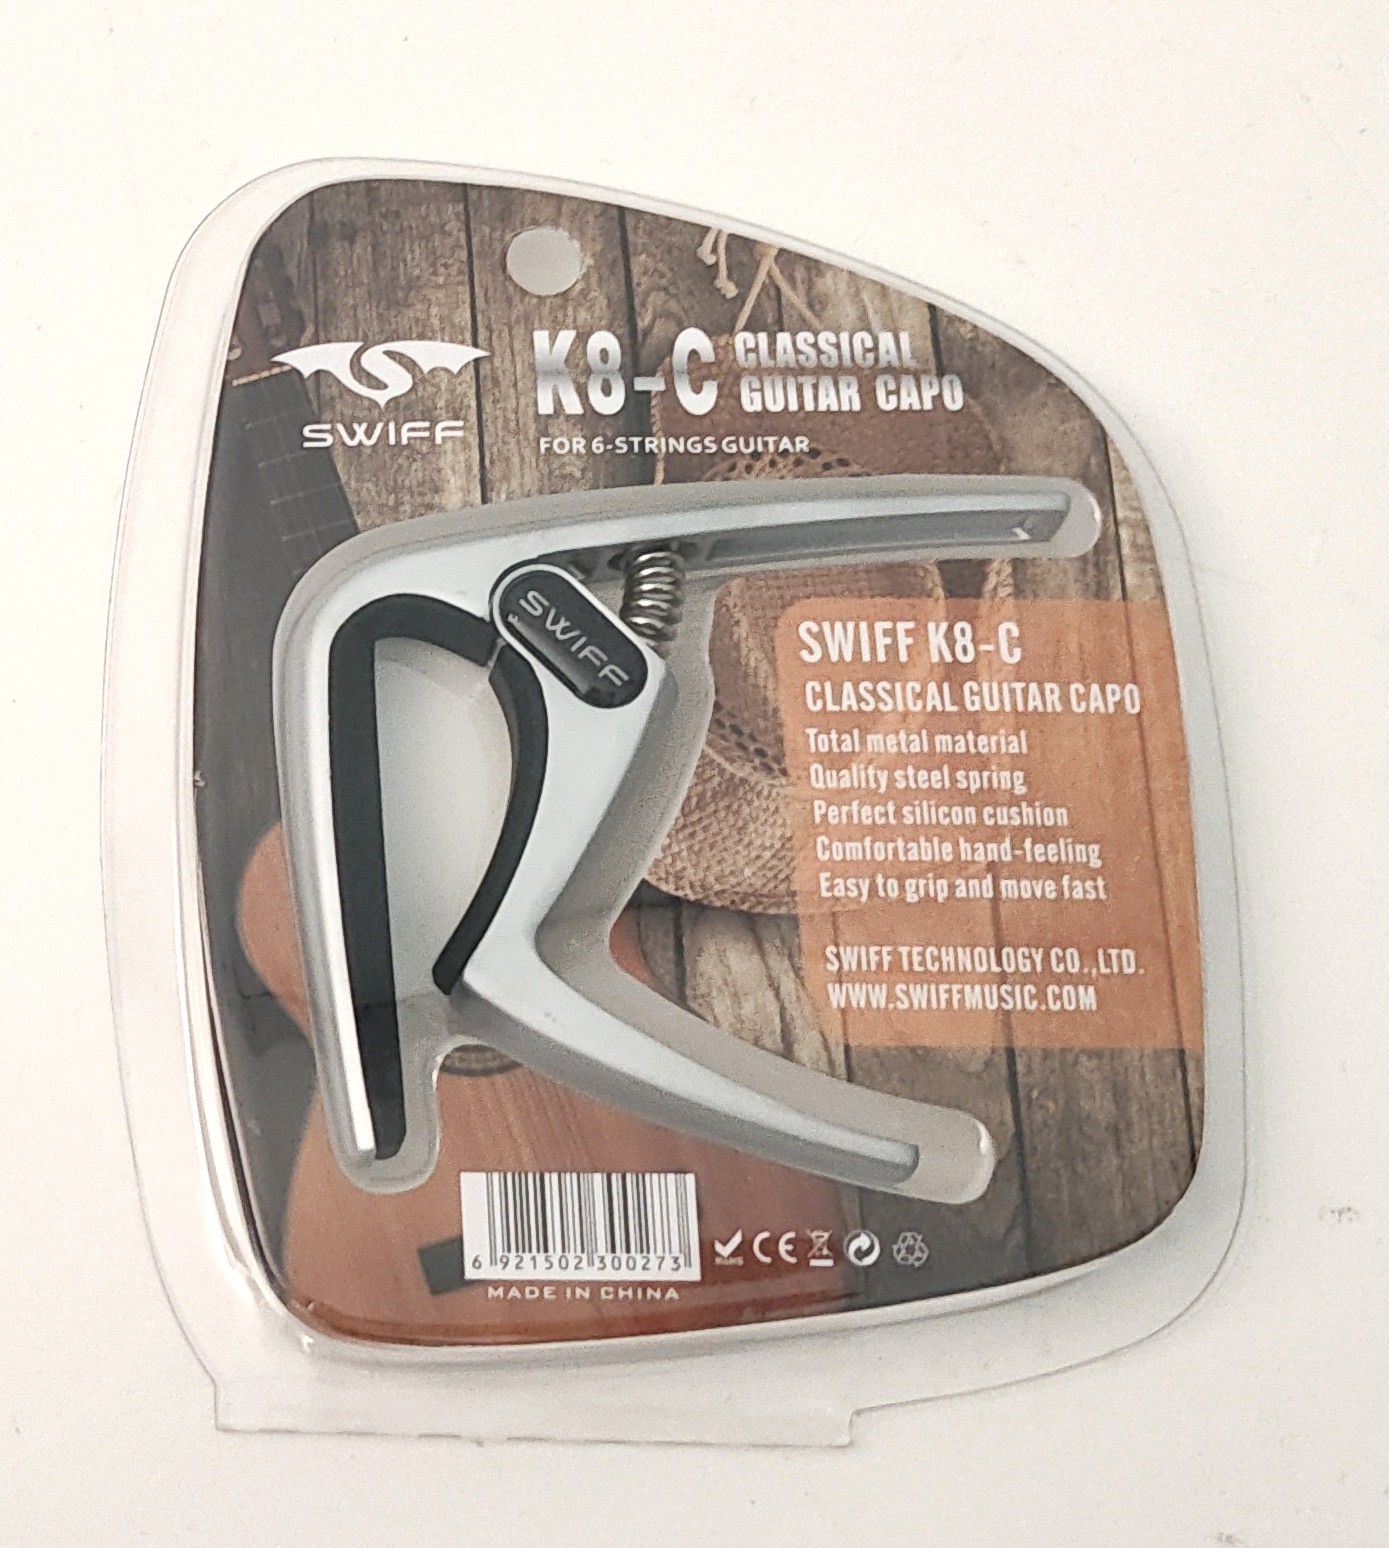 SWIFF
K8-C CLASSICAL
GUITAR CAPO
FOR 6-STRINGS GUITAR
SWIFF
SWIFF K8-C
CLASSICAL GUITAR CAPO
Total metal material
Quality steel spring
Perfect silicon cushion
Comfortable hand-feeling
Easy to grip and move fast
SWIFF TECHNOLOGY CO.,LTD.
WWW.SWIFFMUSIC.COM
6 921502 300273
RoHS CE
MADE IN CHINA